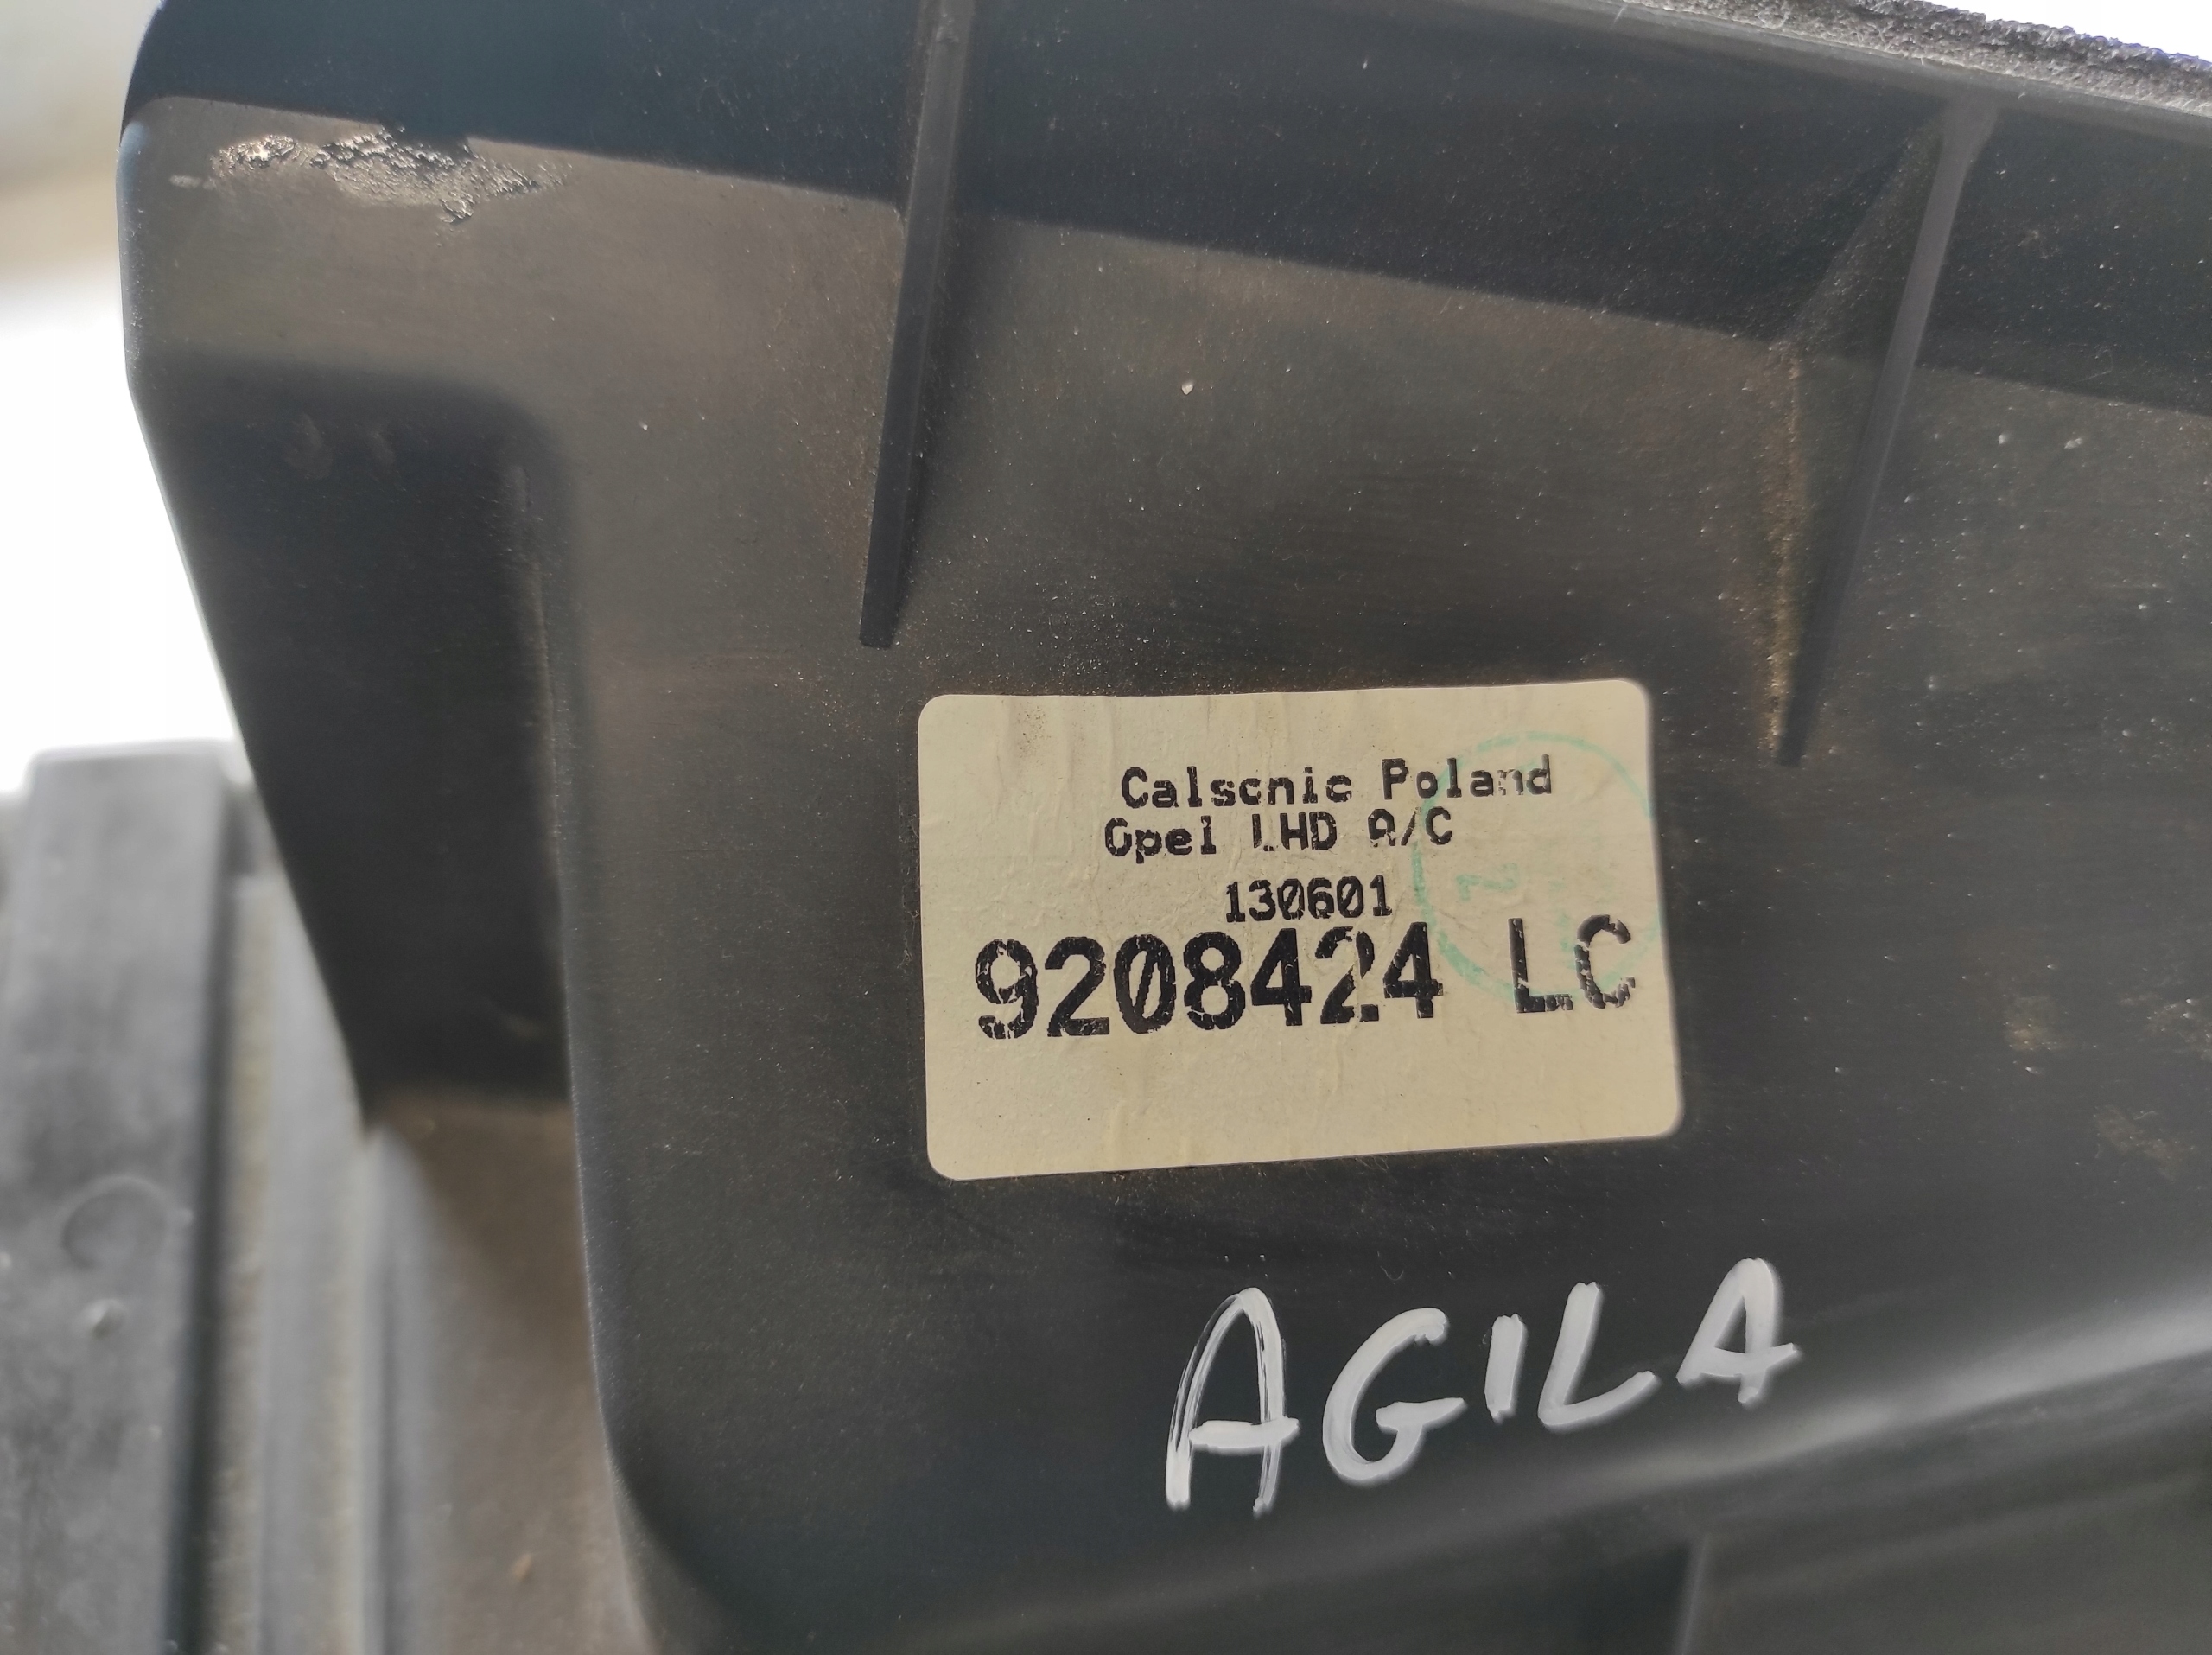 Calsonic Poland
Opel LHD A/C
130601
9208424 LC
AGILA